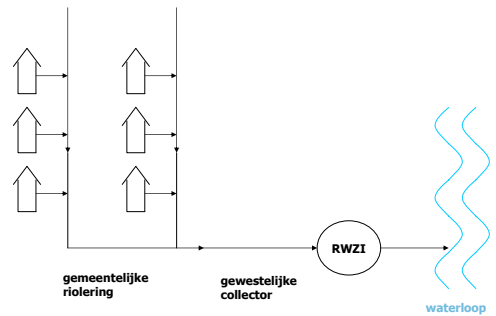 RWZI
gemeentelijke
riolering
gewestelijke
collector
waterloop